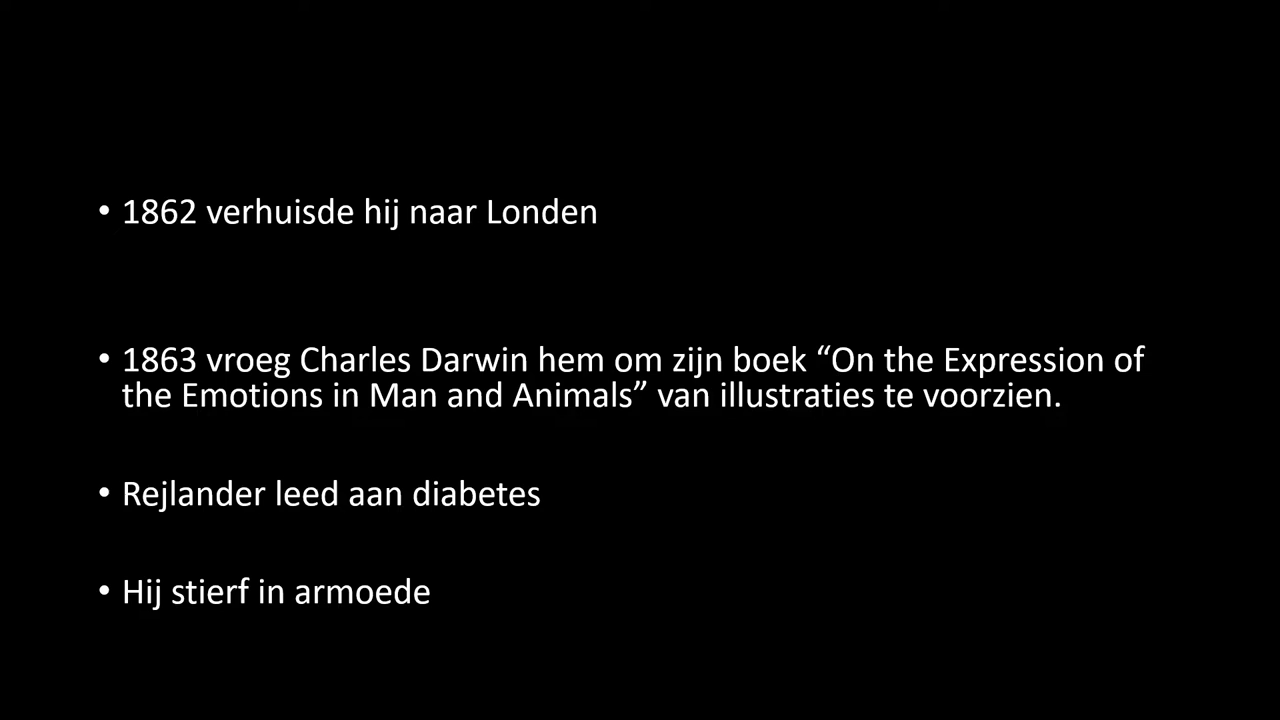 • 1862 verhuisde hij naar Londen
• 1863 vroeg Charles Darwin hem om zijn boek “On the Expression of
the Emotions in Man and Animals” van illustraties te voorzien.
• Rejlander leed aan diabetes
• Hij stierf in armoede